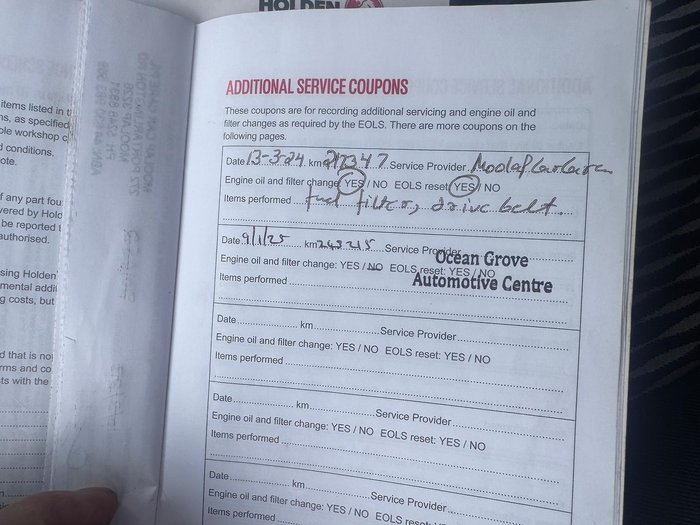 HOLDEN
ADDITIONAL SERVICE COUPONS
These coupons are for recording additional servicing and engine oil and
filter changes as required by the EOLS. There are more coupons on the
following pages.
Date 13-3-24 km 217347 Service Provider
Engine oil and filter change: YES / NO EOLS reset: YES / NO
Items performed fuel filter, drive belt.
Date 9/1/25 km 243215 Service Provider
Ocean Grove
Engine oil and filter change: YES / NO EOLS reset: YES / NO
Automotive Centre
Items performed
Date km Service Provider
Engine oil and filter change: YES / NO EOLS reset: YES / NO
Items performed
Date km Service Provider
Engine oil and filter change: YES / NO EOLS reset: YES / NO
Items performed
Date km Service Provider
Engine oil and filter change: YES / NO EOLS reset: YES / NO
Items performed
items listed in
ns, as specified
ole workshop
d conditions,
ote.
f any part
vered by
be reported
authorised.
sing Holden
mental
g costs, but
d that is
rms and
ts with the